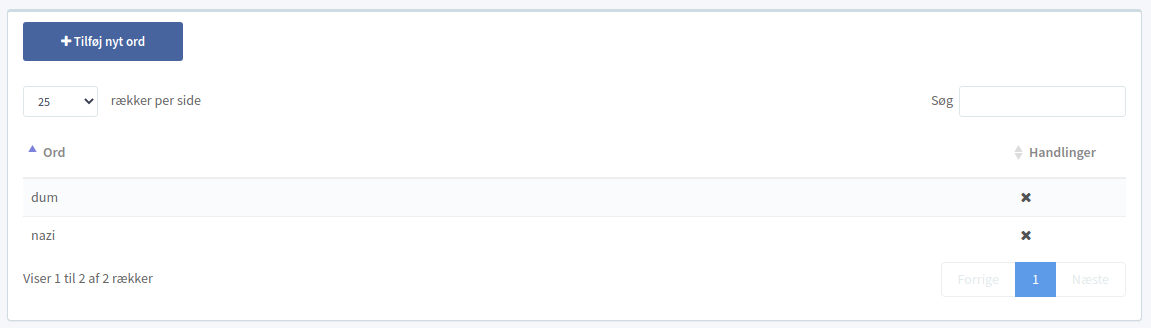 Tilføj nyt ord
25 rækker per side Søg
Ord Handlinger
dum
nazi
Viser 1 til 2 af 2 rækker Forrige 1 Næste